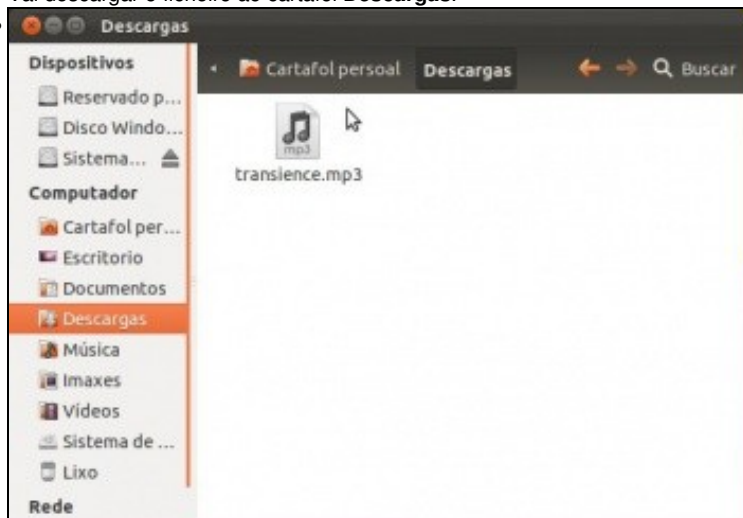 Descargas
Dispositivos
Reservado p...
Disco Windo...
Sistema...
Computador
Cartafol per...
Escritorio
Documentos
Descargas
Música
Imaxes
Vídeos
Sistema de ...
Lixo
Rede
Cartafol persoal
Descargas
Buscar
mp3
transience.mp3